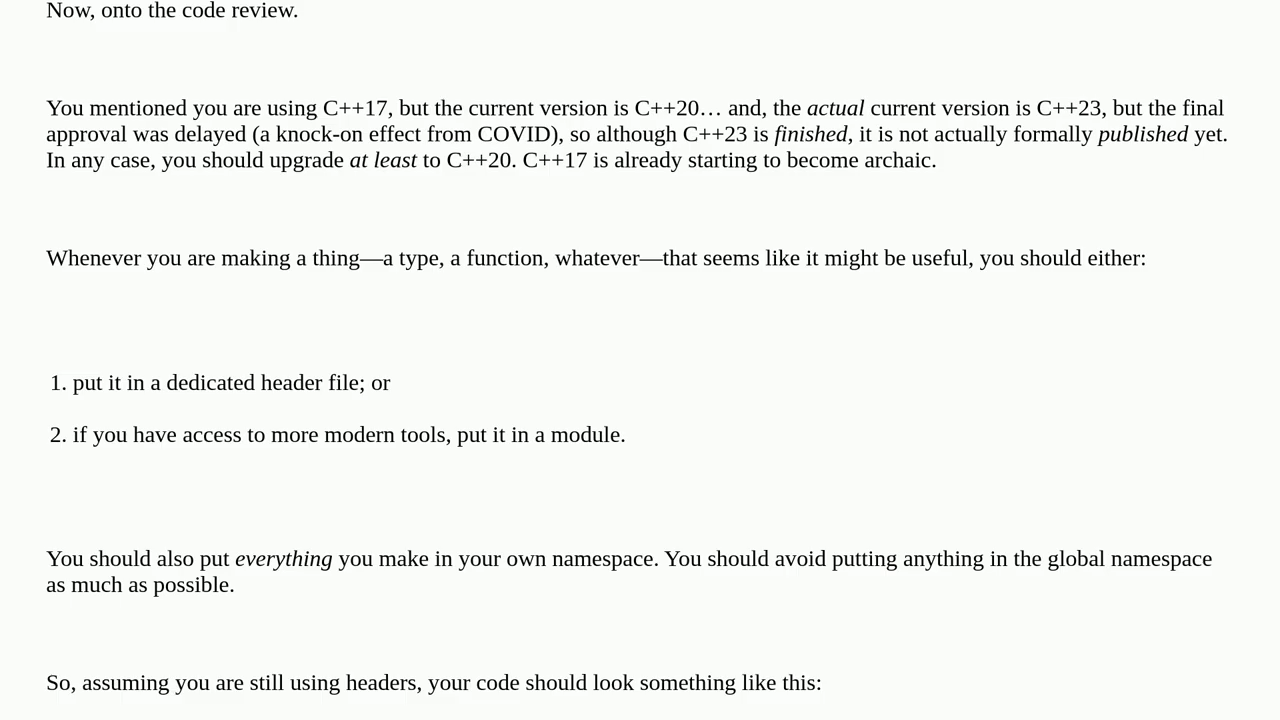 Now, onto the code review.
You mentioned you are using C++17, but the current version is C++20… and, the actual current version is C++23, but the final
approval was delayed (a knock-on effect from COVID), so although C++23 is finished, it is not actually formally published yet.
In any case, you should upgrade at least to C++20. C++17 is already starting to become archaic.
Whenever you are making a thing—a type, a function, whatever—that seems like it might be useful, you should either:
1. put it in a dedicated header file; or
2. if you have access to more modern tools, put it in a module.
You should also put everything you make in your own namespace. You should avoid putting anything in the global namespace
as much as possible.
So, assuming you are still using headers, your code should look something like this: